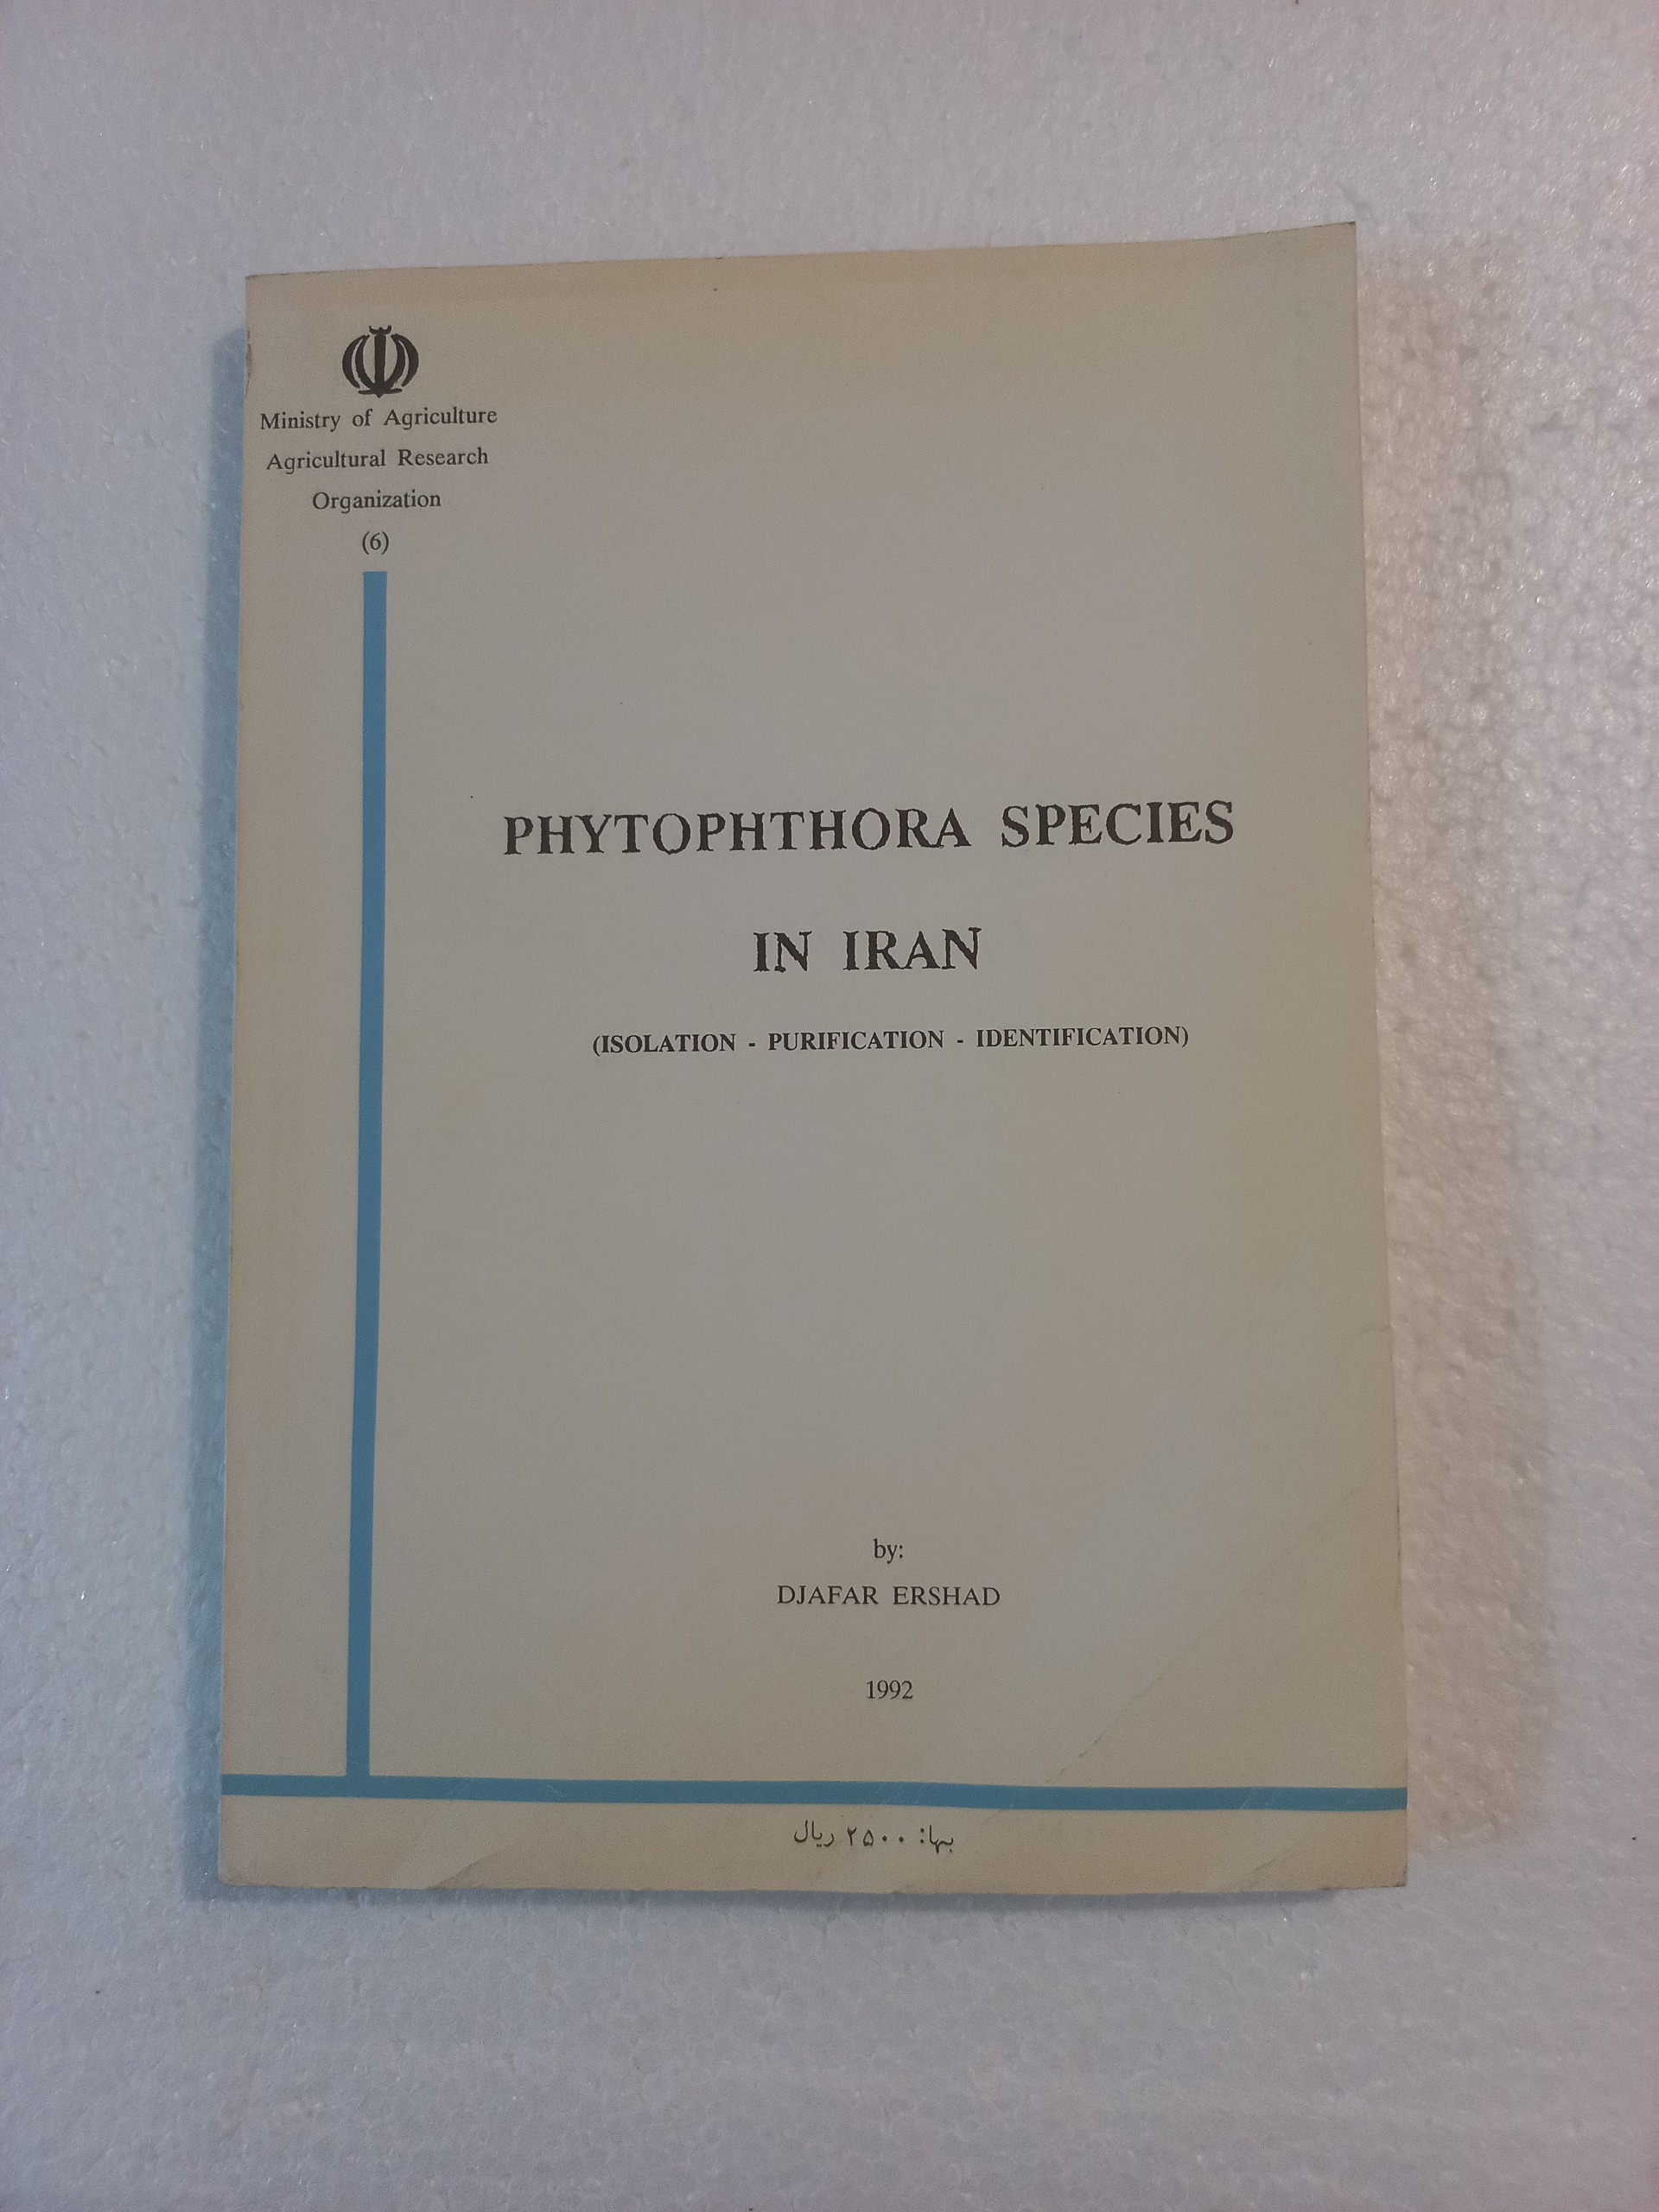 Ministry of Agriculture
Agricultural Research
Organization
(6)
PHYTOPHTHORA SPECIES
IN IRAN
(ISOLATION - PURIFICATION - IDENTIFICATION)
by:
DJAFAR ERSHAD
1992
بها: ۲۵۰۰ ریال